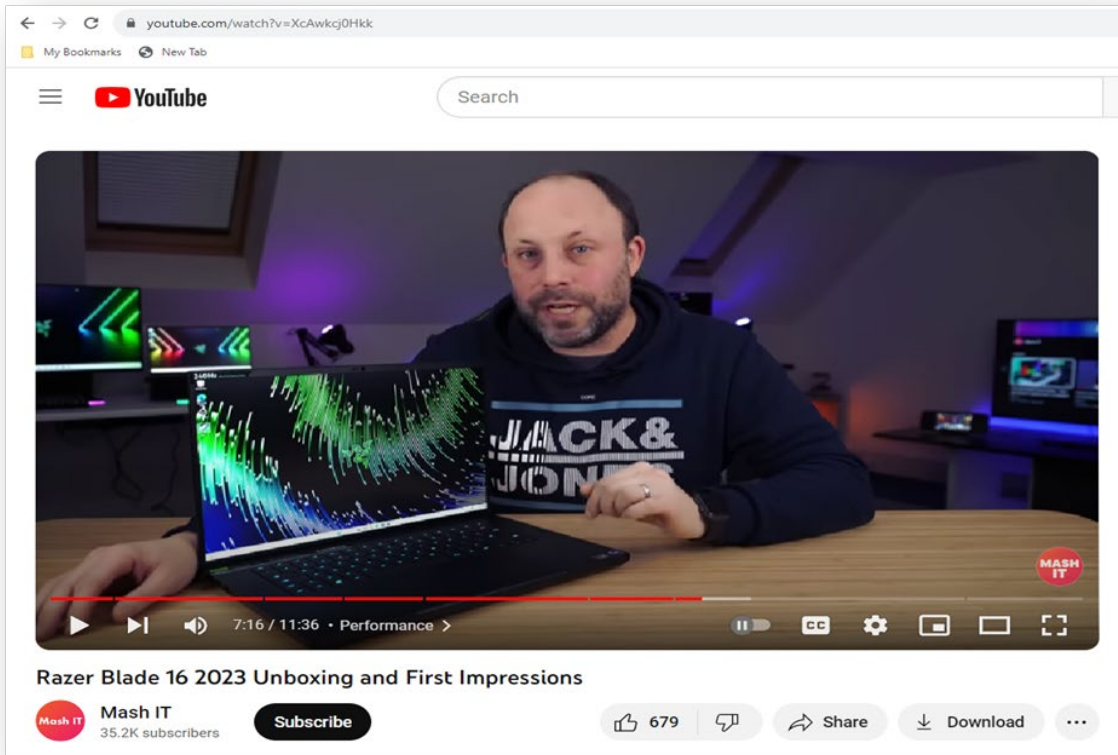 youtube.com/watch?v=XcAwkcj0Hkk
My Bookmarks New Tab
YouTube
Search
JACK&
JONES
MASH
IT
7:16 / 11:36 • Performance >
CC
Razer Blade 16 2023 Unboxing and First Impressions
Mash IT
Mash IT
35.2K subscribers
Subscribe
679
Share
Download